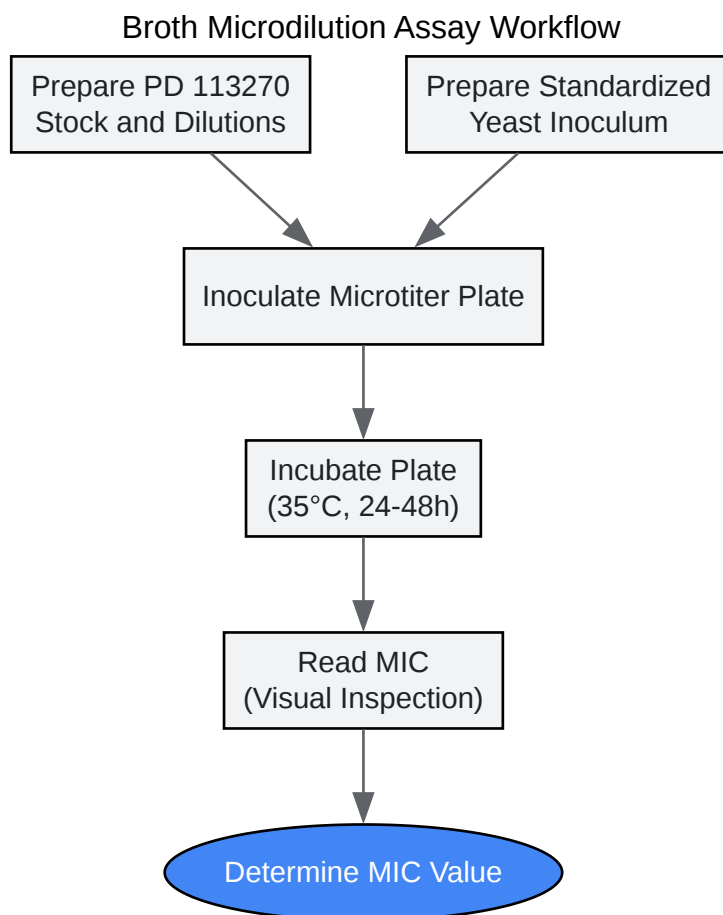 Broth Microdilution Assay Workflow
Prepare PD 113270
Stock and Dilutions
Prepare Standardized
Yeast Inoculum
Inoculate Microtiter Plate
Incubate Plate
(35°C, 24-48h)
Read MIC
(Visual Inspection)
Determine MIC Value